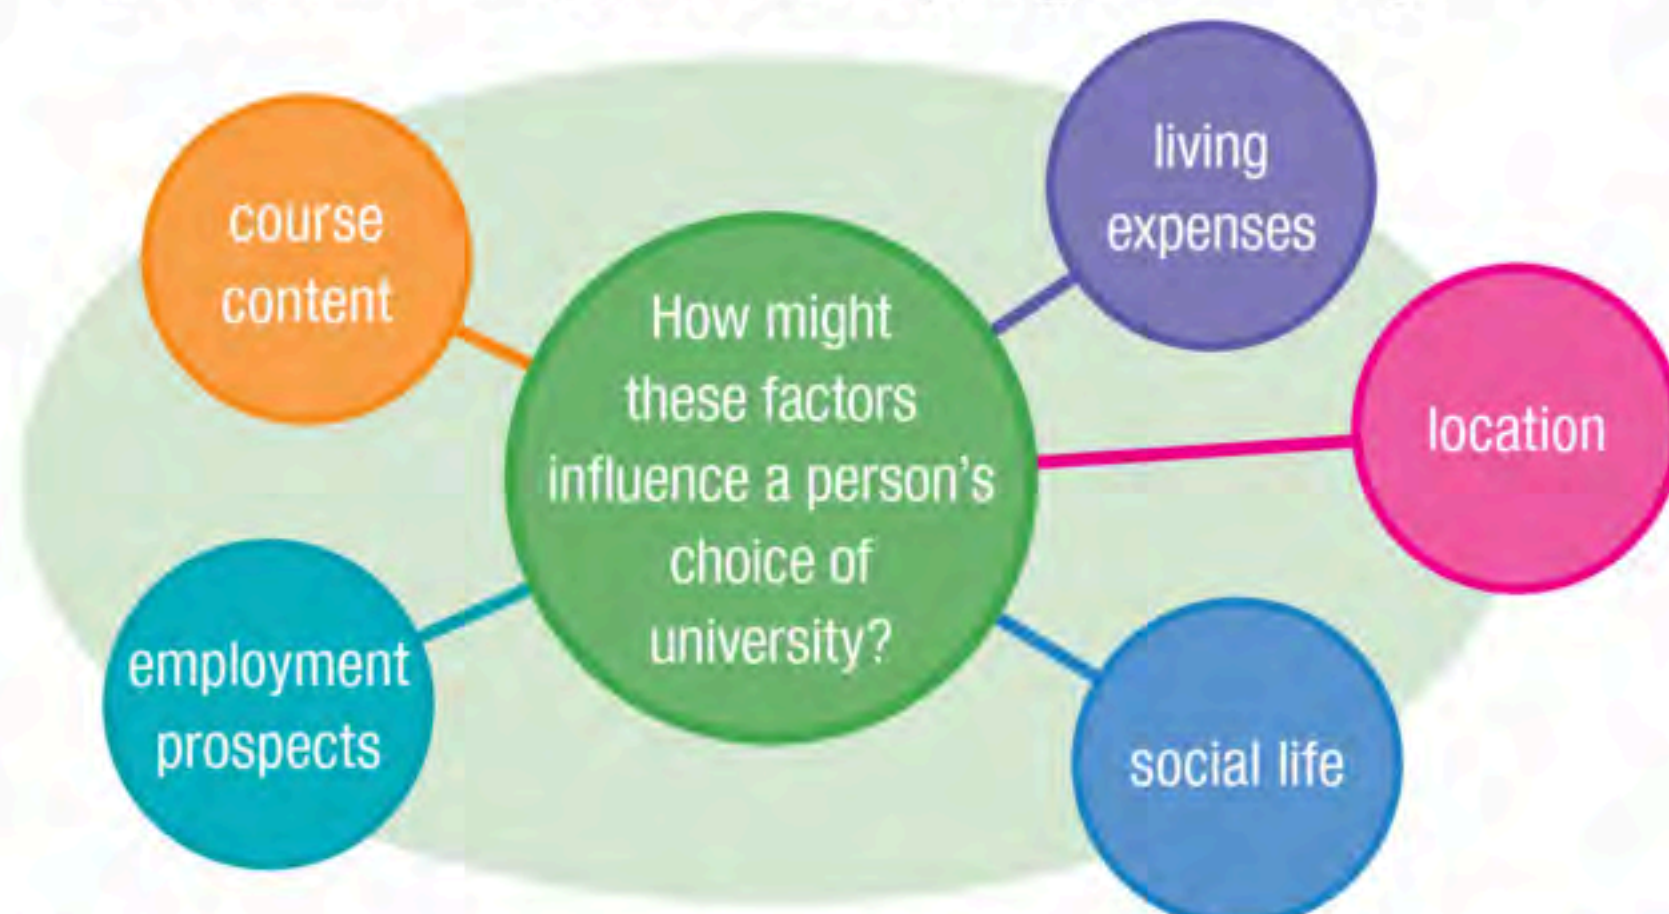 course
content
living
expenses
How might
these factors
influence a person's
choice of
university?
location
employment
prospects
social life